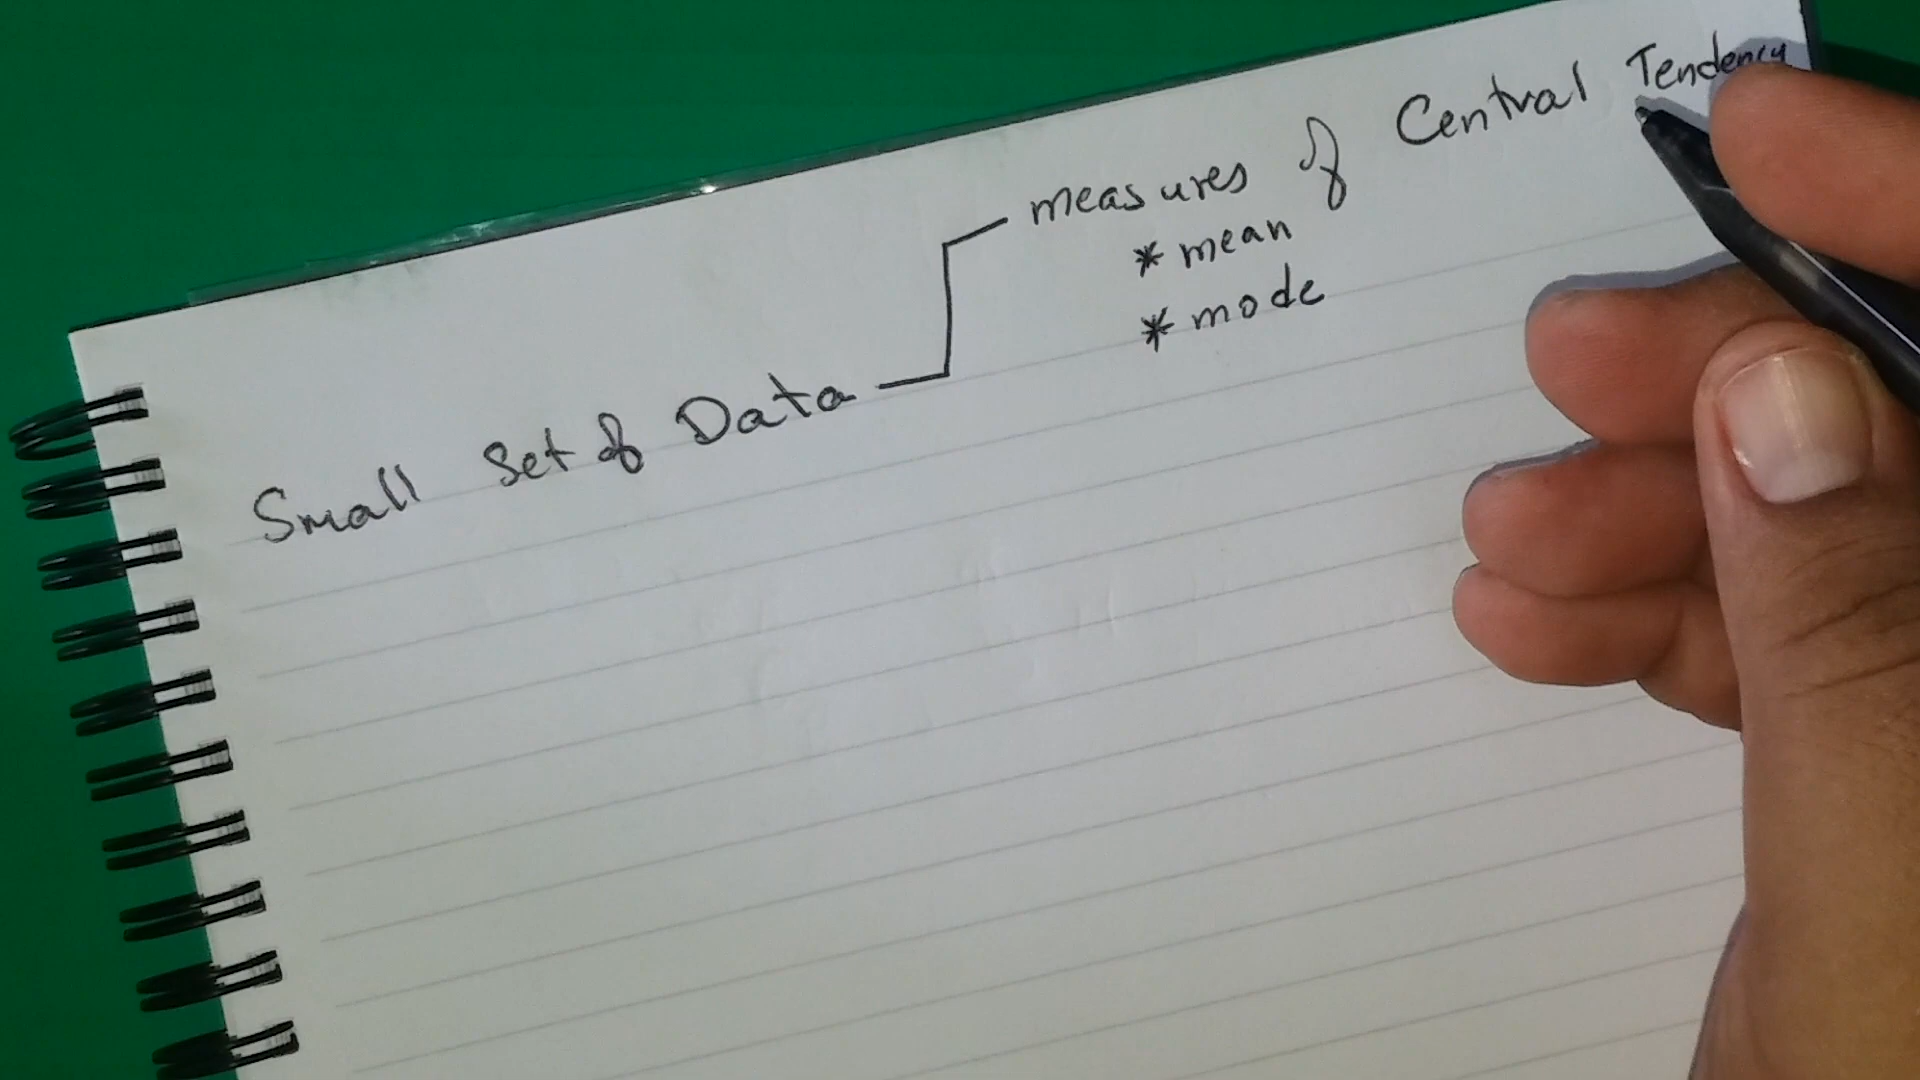 measures of Central Tendency
* mean
* mode
Small Set of Data